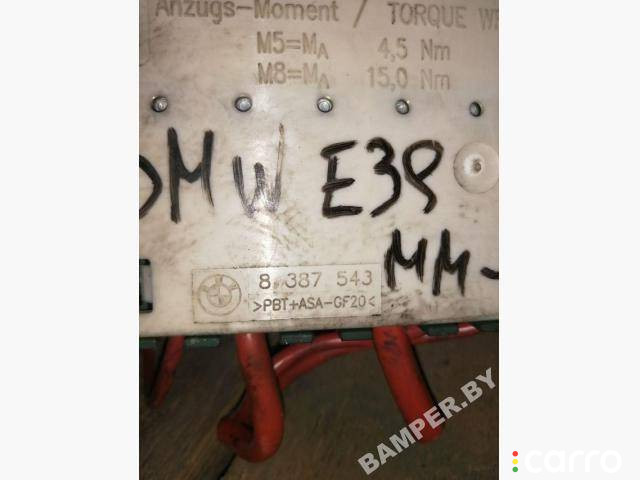 Anzugs-Moment / TORQUE
M5=MA 4,5 Nm
M8=MA 15,0 Nm
BMW E38
MM-
8 387 543
>PBT+ASA-GF20<
BAMPER.BY
carro